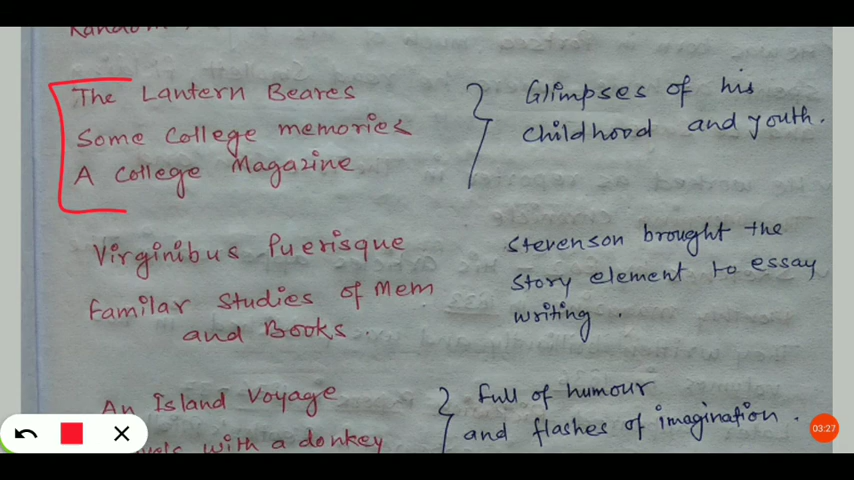 The Lantern Beares
Some College memories
A College Magazine
Glimpses of his
childhood and youth.
Virginibus Puerisque
Familar Studies of Mem
and Books.
Stevenson brought the
story element to essay
writing.
An Island Voyage
with a donkey
Full of humour
and flashes of imagination.
03:27